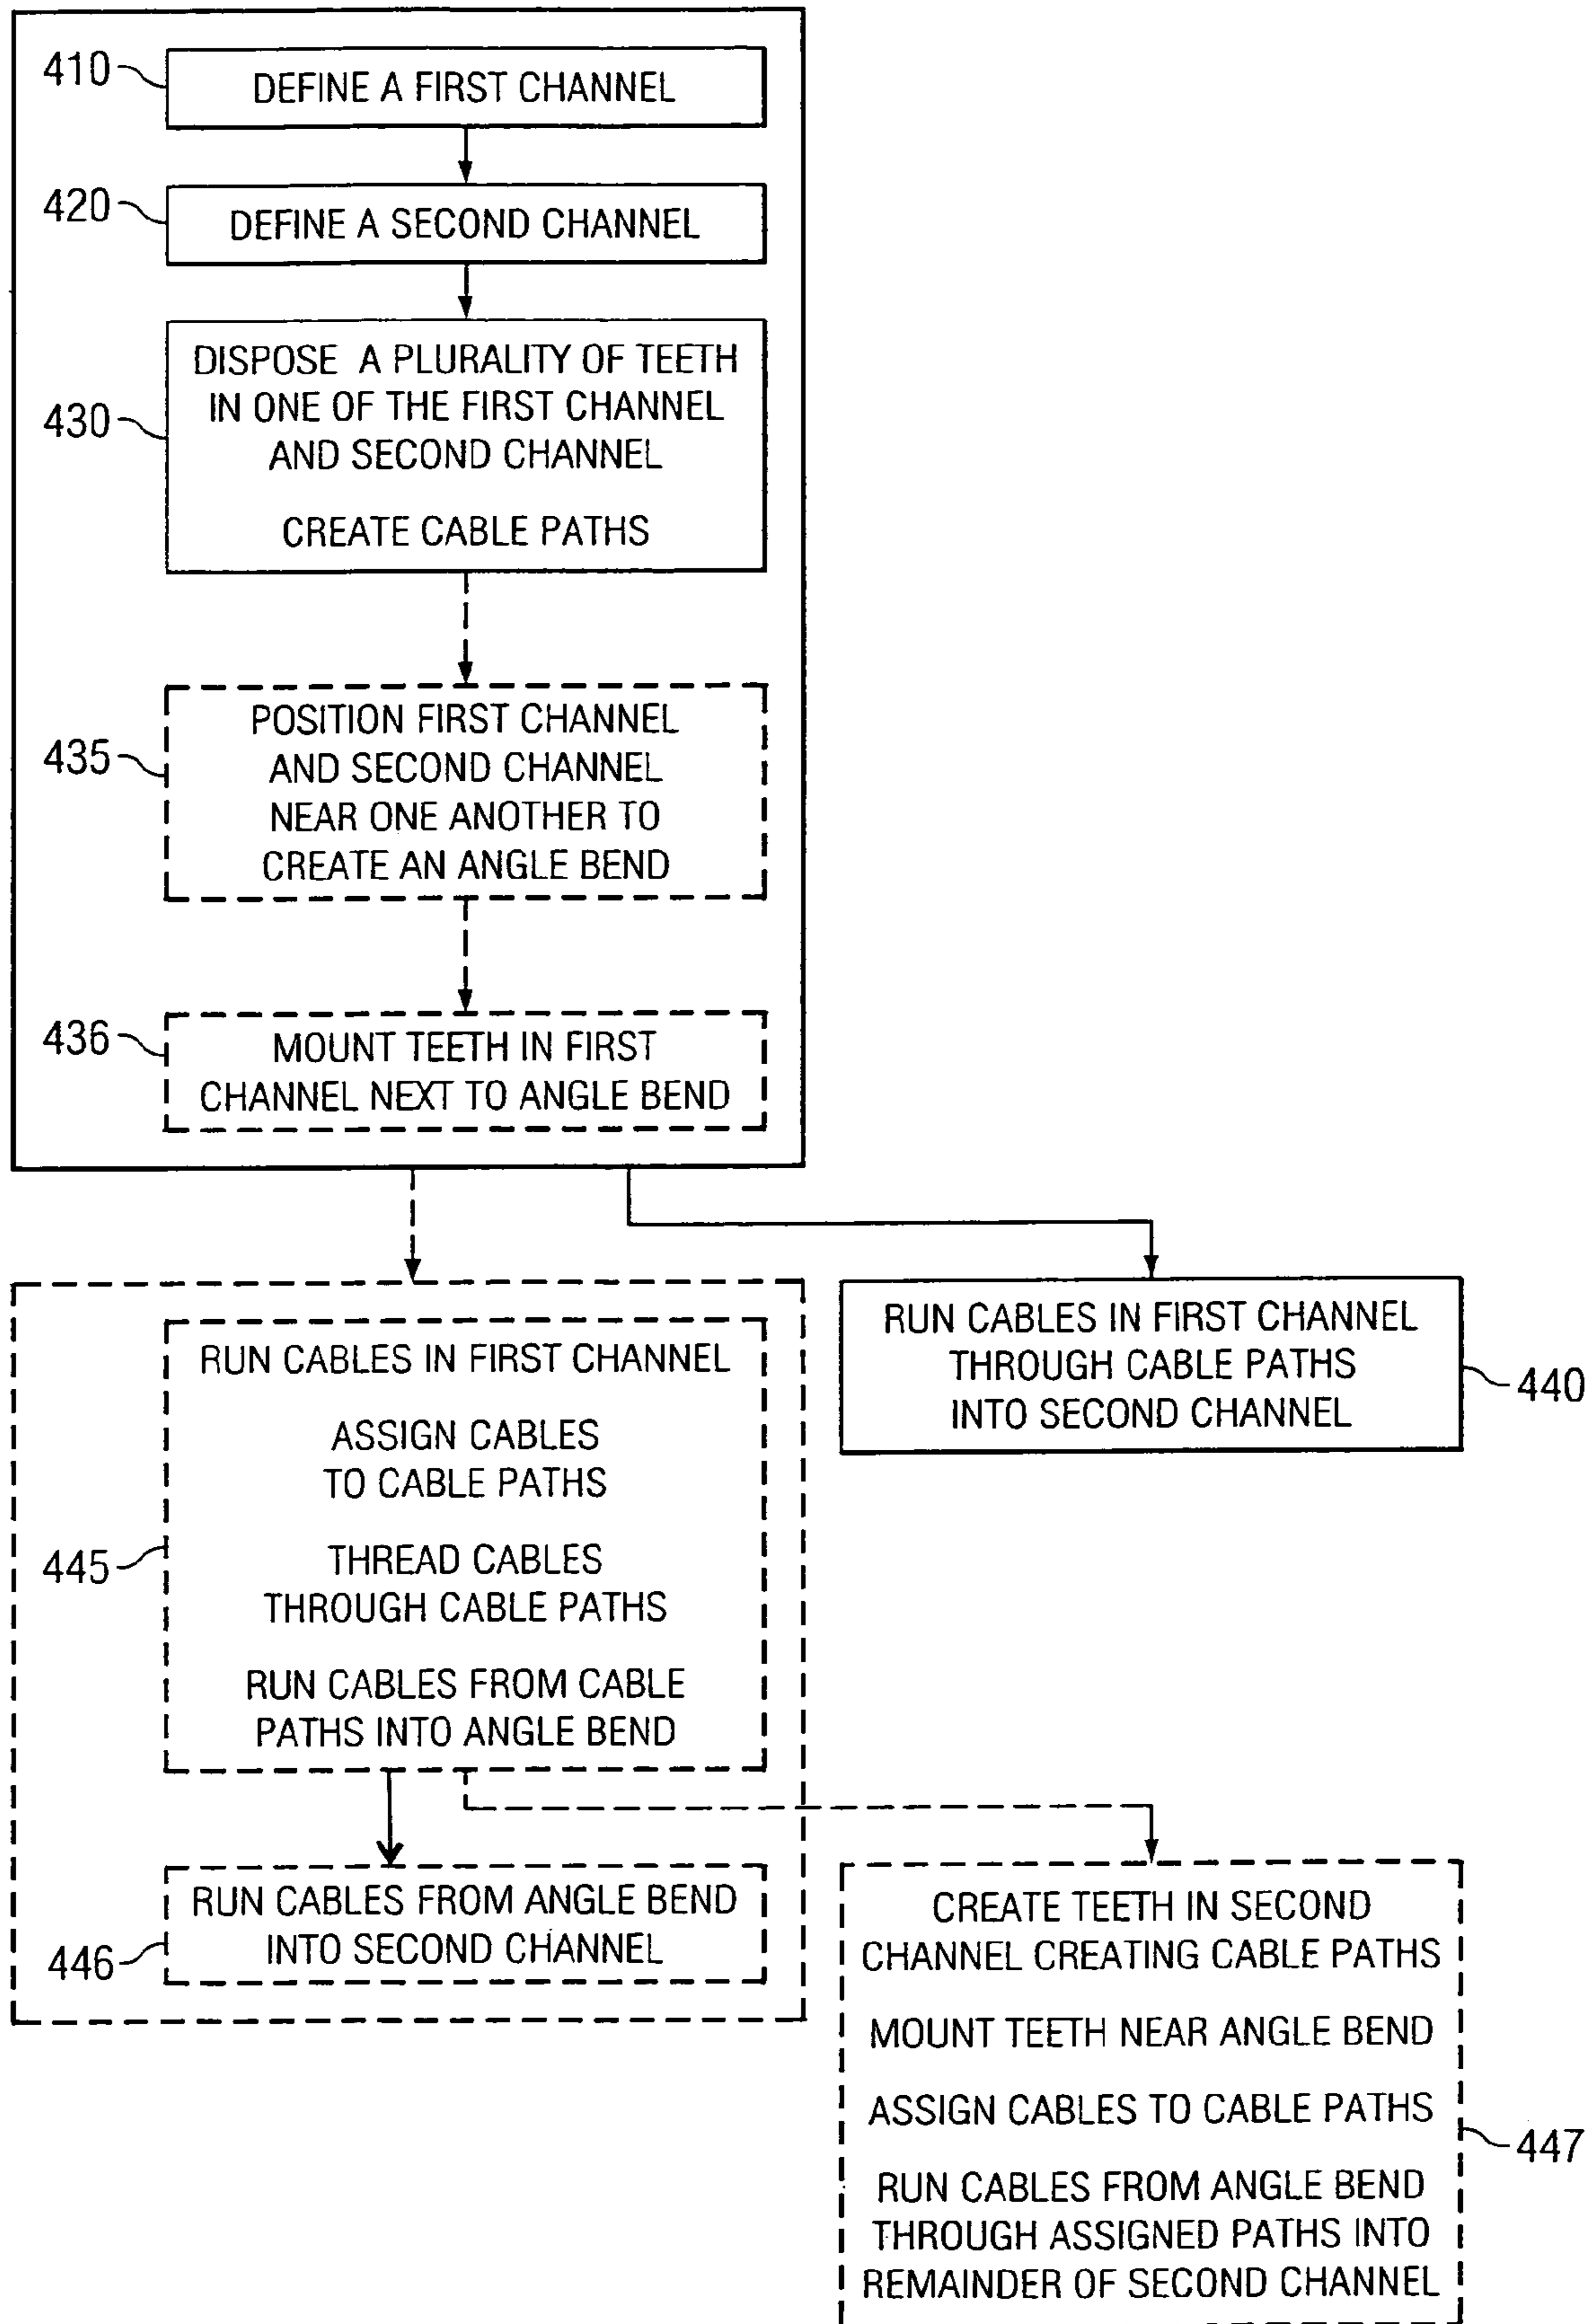 410
DEFINE A FIRST CHANNEL
420
DEFINE A SECOND CHANNEL
430
DISPOSE A PLURALITY OF TEETH
IN ONE OF THE FIRST CHANNEL
AND SECOND CHANNEL
CREATE CABLE PATHS
435
POSITION FIRST CHANNEL
AND SECOND CHANNEL
NEAR ONE ANOTHER TO
CREATE AN ANGLE BEND
436
MOUNT TEETH IN FIRST
CHANNEL NEXT TO ANGLE BEND
RUN CABLES IN FIRST CHANNEL
THROUGH CABLE PATHS
INTO SECOND CHANNEL
440
445
RUN CABLES IN FIRST CHANNEL
ASSIGN CABLES
TO CABLE PATHS
THREAD CABLES
THROUGH CABLE PATHS
RUN CABLES FROM CABLE
PATHS INTO ANGLE BEND
446
RUN CABLES FROM ANGLE BEND
INTO SECOND CHANNEL
CREATE TEETH IN SECOND
CHANNEL CREATING CABLE PATHS
MOUNT TEETH NEAR ANGLE BEND
ASSIGN CABLES TO CABLE PATHS
RUN CABLES FROM ANGLE BEND
THROUGH ASSIGNED PATHS INTO
REMAINDER OF SECOND CHANNEL
447